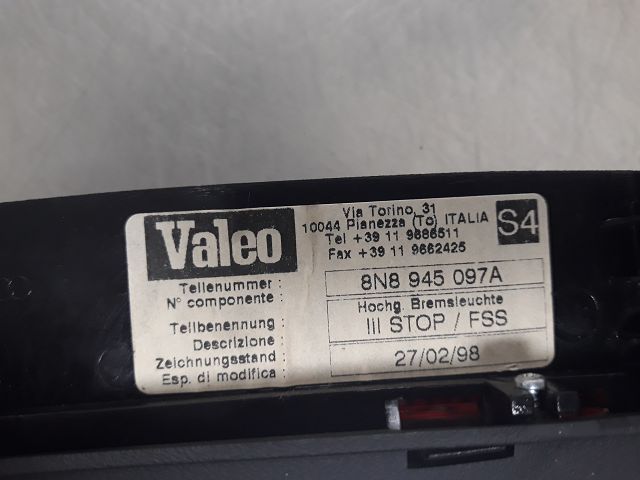 Valeo
Via Torino, 31
10044 Pianezza (To) ITALIA
Tel +39 11 9686511
Fax +39 11 9662425
S4
Teilenummer :
N° componente :
8N8 945 097A
Teilbenennung :
Descrizione :
Hochg. Bremsleuchte
III STOP / FSS
Zeichnungsstand :
Esp. di modifica :
27/02/98